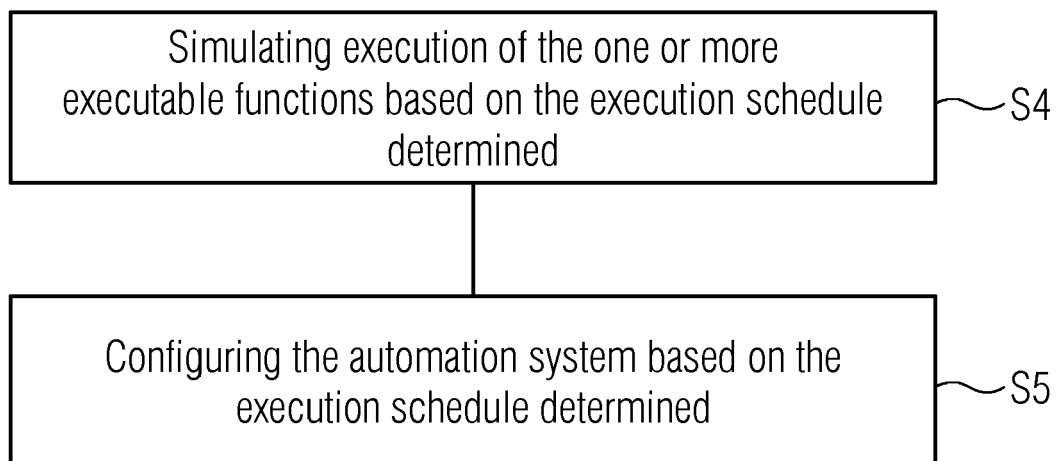 Simulating execution of the one or more
executable functions based on the execution schedule
determined
S4
Configuring the automation system based on the
execution schedule determined
S5